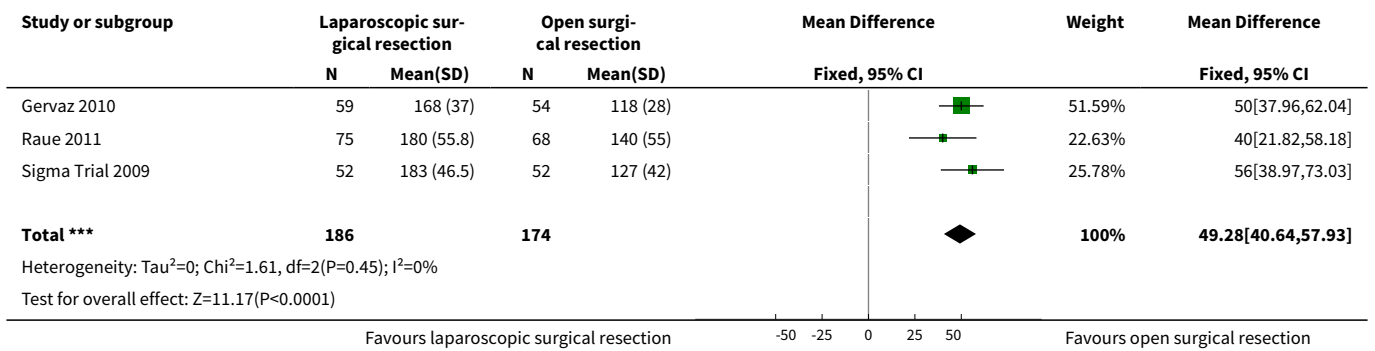 Study or subgroup Laparoscopic sur- Open surgi- Mean Difference Weight Mean Difference
gical resection cal resection
N Mean(SD) N Mean(SD) Fixed, 95% CI Fixed, 95% CI
Gervaz 2010 59 168 (37) 54 118 (28) 51.59% 50[37.96,62.04]
Raue 2011 75 180 (55.8) 68 140 (55) 22.63% 40[21.82,58.18]
Sigma Trial 2009 52 183 (46.5) 52 127 (42) 25.78% 56[38.97,73.03]
Total *** 186 174 100% 49.28[40.64,57.93]
Heterogeneity: Tau²=0; Chi²=1.61, df=2(P=0.45); I²=0%
Test for overall effect: Z=11.17(P<0.0001)
Favours laparoscopic surgical resection -50 -25 0 25 50 Favours open surgical resection